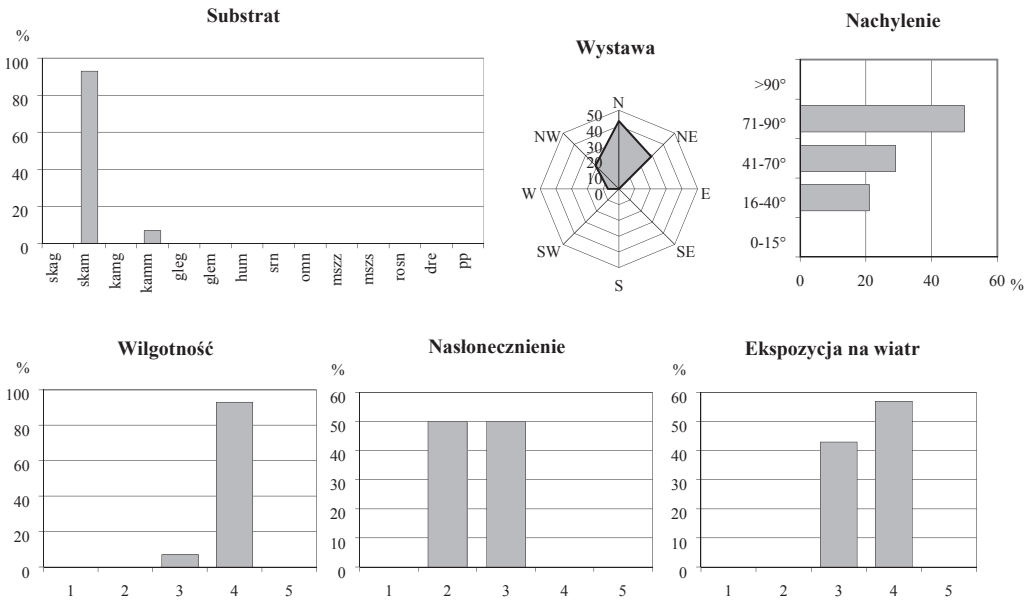 Substrat
%
100
80
60
40
20
0
skag
skam
kamg
kamm
gleg
glem
hum
srn
omn
mszz
mszs
rosn
dre
pp
Wystawa
N
NE
E
SE
S
SW
W
NW
50
40
30
20
10
0
Nachylenie
>90°
71-90°
41-70°
16-40°
0-15°
0 20 40 60 %
Wilgotność
%
100
80
60
40
20
0
1 2 3 4 5
Nasłonecznienie
%
60
50
40
30
20
10
0
1 2 3 4 5
Ekspozycja na wiatr
%
60
50
40
30
20
10
0
1 2 3 4 5